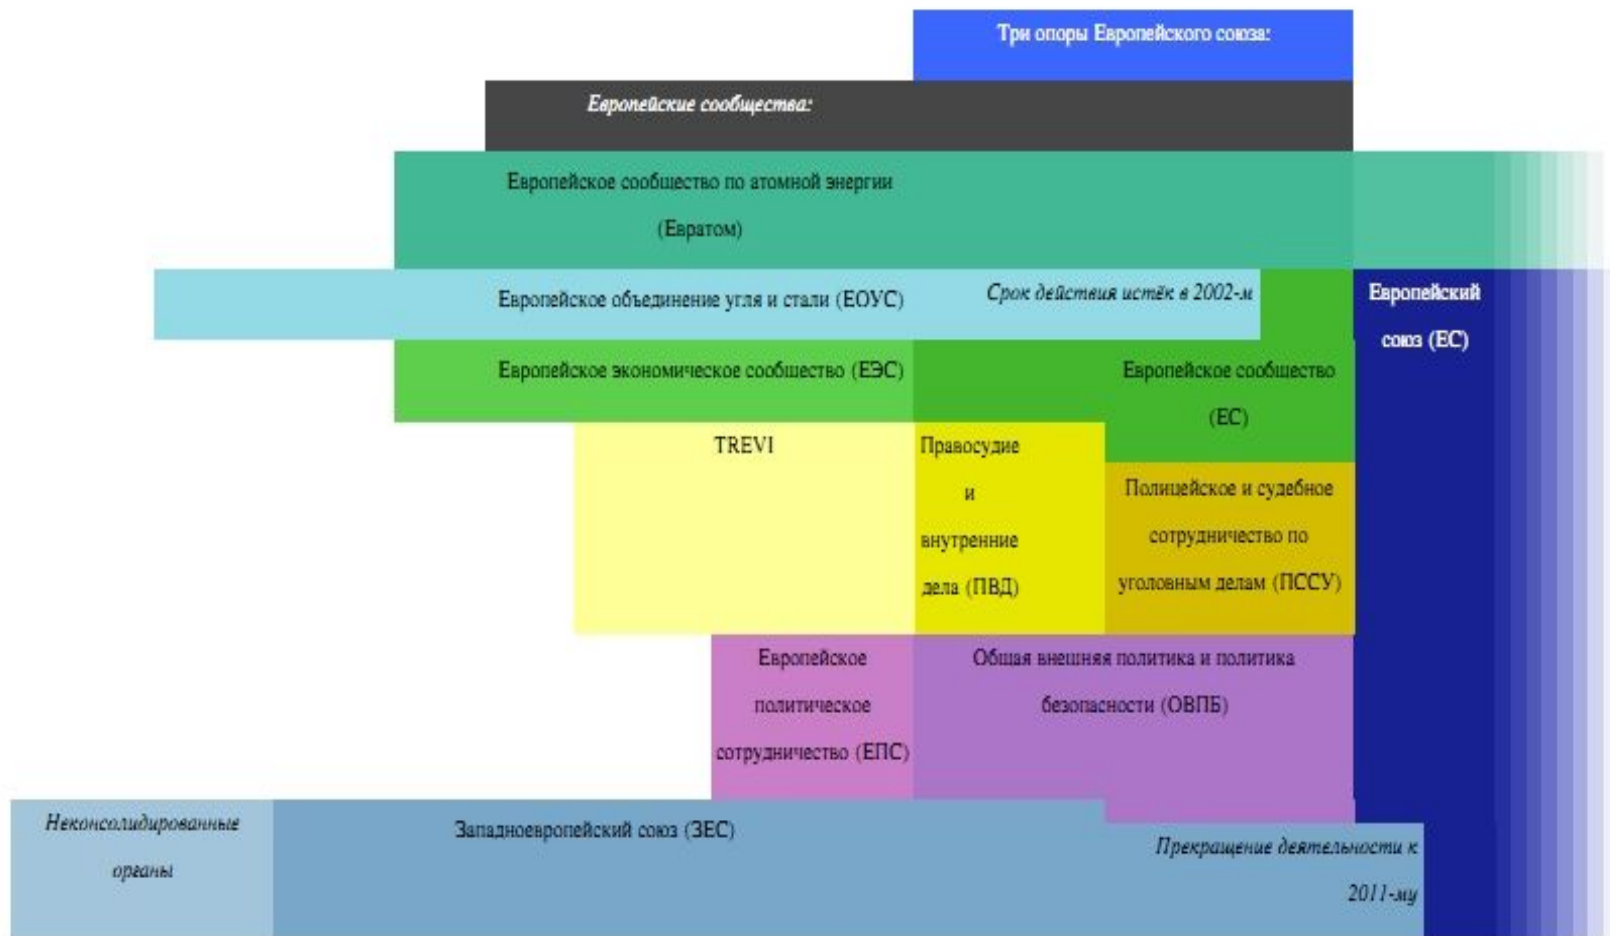 Три опоры Европейского союза:
Европейские сообщества:
Европейское сообщество по атомной энергии
(Евратом)
Европейское объединение угля и стали (ЕОУС)
Срок действия истёк в 2002-м
Европейский
союз (ЕС)
Европейское экономическое сообщество (ЕЭС)
Европейское сообщество
(ЕС)
TREVI
Правосудие
и
внутренние
дела (ПВД)
Полицейское и судебное
сотрудничество по
уголовным делам (ПССУ)
Европейское
политическое
сотрудничество (ЕПС)
Общая внешняя политика и политика
безопасности (ОВПБ)
Неконсолидированные
органы
Западноевропейский союз (ЗЕС)
Прекращение деятельности к
2011-му